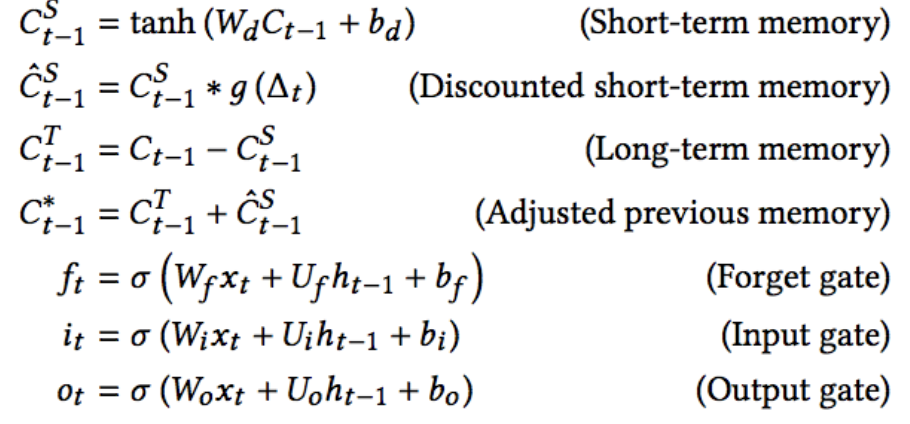 C^S_{t−1} = tanh (W_d C_{t−1} + b_d) (Short-term memory)
Ĉ^S_{t−1} = C^S_{t−1} * g (Δ_t) (Discounted short-term memory)
C^T_{t−1} = C_{t−1} − C^S_{t−1} (Long-term memory)
C^*_{t−1} = C^T_{t−1} + Ĉ^S_{t−1} (Adjusted previous memory)
f_t = σ (W_f x_t + U_f h_{t−1} + b_f) (Forget gate)
i_t = σ (W_i x_t + U_i h_{t−1} + b_i) (Input gate)
o_t = σ (W_o x_t + U_o h_{t−1} + b_o) (Output gate)